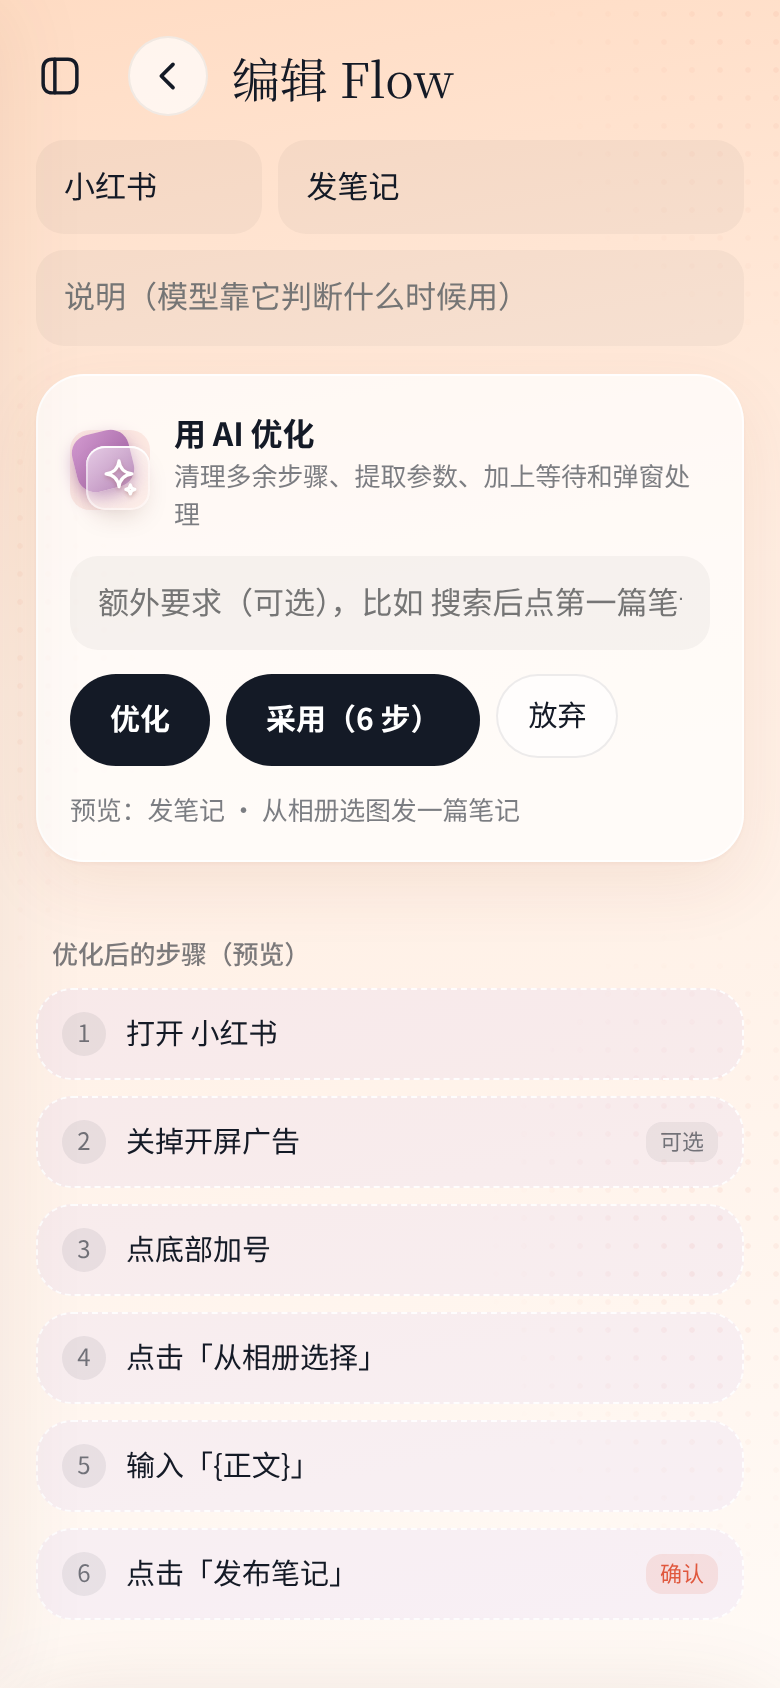 编辑 Flow
小红书
发笔记
说明（模型靠它判断什么时候用）
用 AI 优化
清理多余步骤、提取参数、加上等待和弹窗处
理
额外要求（可选），比如 搜索后点第一篇笔
优化
采用（6 步）
放弃
预览：发笔记 · 从相册选图发一篇笔记
优化后的步骤（预览）
1 打开 小红书
2 关掉开屏广告 可选
3 点底部加号
4 点击「从相册选择」
5 输入「{正文}」
6 点击「发布笔记」 确认